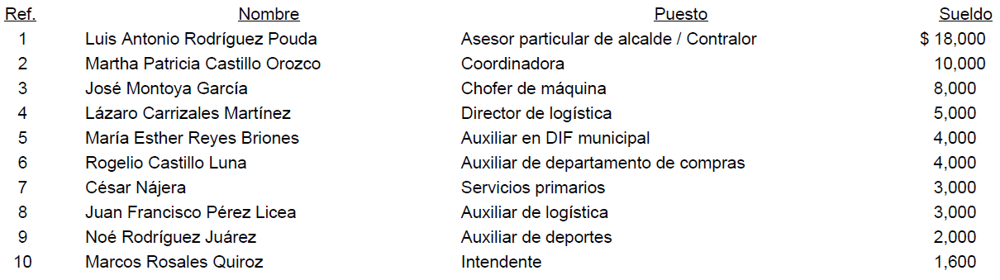 Ref. Nombre Puesto Sueldo
1 Luis Antonio Rodríguez Pouda Asesor particular de alcalde / Contralor $ 18,000
2 Martha Patricia Castillo Orozco Coordinadora 10,000
3 José Montoya García Chofer de máquina 8,000
4 Lázaro Carrizales Martínez Director de logística 5,000
5 María Esther Reyes Briones Auxiliar en DIF municipal 4,000
6 Rogelio Castillo Luna Auxiliar de departamento de compras 4,000
7 César Nájera Servicios primarios 3,000
8 Juan Francisco Pérez Licea Auxiliar de logística 3,000
9 Noé Rodríguez Juárez Auxiliar de deportes 2,000
10 Marcos Rosales Quiroz Intendente 1,600